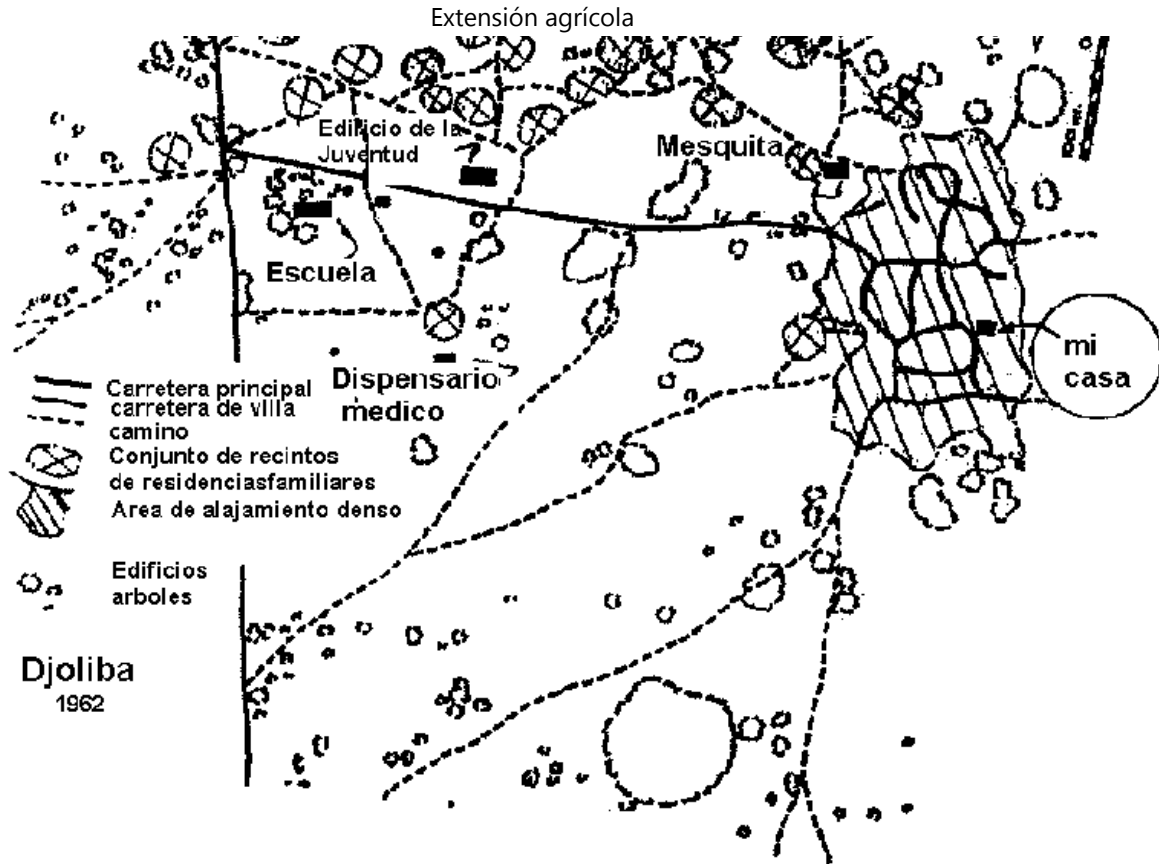 Extensión agrícola
Edificio de la
Juventud
Mesquita
Escuela
mi
casa
Dispensario
medico
Carretera principal
carretera de villa
camino
Conjunto de recintos
de residenciasfamiliares
Area de alajamiento denso
Edificios
arboles
Djoliba
1962